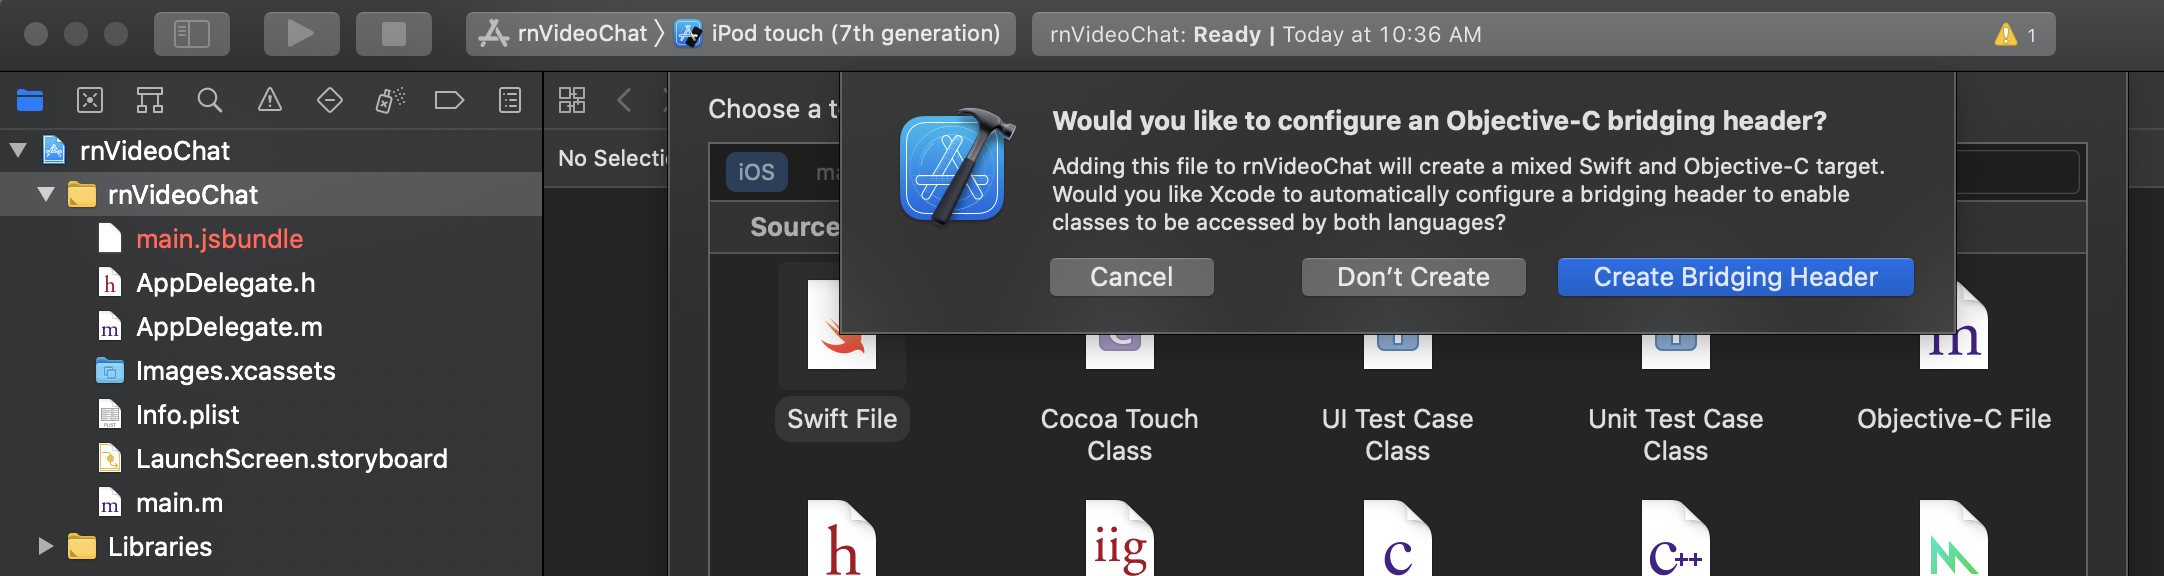 rnVideoChat
iPod touch (7th generation)
rnVideoChat: Ready | Today at 10:36 AM
1
rnVideoChat
rnVideoChat
main.jsbundle
AppDelegate.h
AppDelegate.m
Images.xcassets
Info.plist
LaunchScreen.storyboard
main.m
Libraries
Choose a
No Selecti
iOS
Source
Would you like to configure an Objective-C bridging header?
Adding this file to rnVideoChat will create a mixed Swift and Objective-C target.
Would you like Xcode to automatically configure a bridging header to enable
classes to be accessed by both languages?
Cancel
Don’t Create
Create Bridging Header
Swift File
Cocoa Touch
Class
UI Test Case
Class
Unit Test Case
Class
m
Objective-C File
h
iig
c
c++